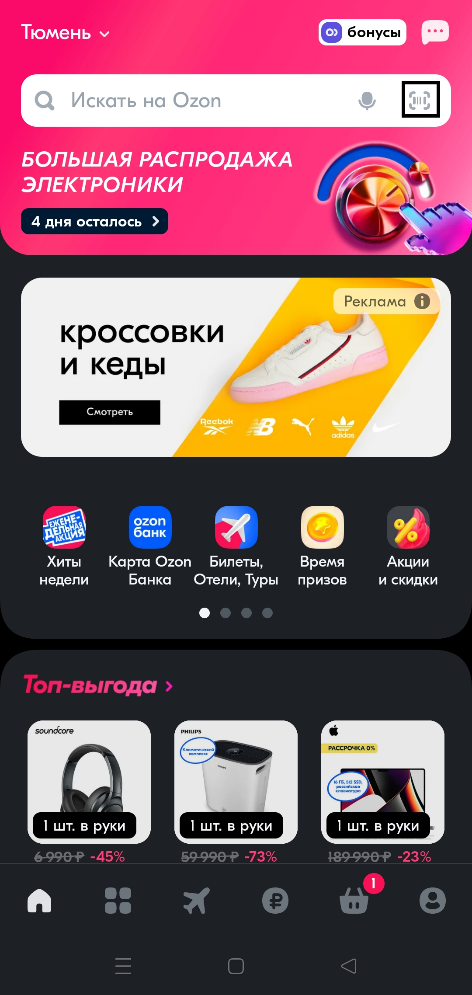 Тюмень
бонусы
Искать на Ozon
БОЛЬШАЯ РАСПРОДАЖА
ЭЛЕКТРОНИКИ
4 дня осталось
Реклама
кроссовки
и кеды
Смотреть
Reebok
adidas
ЕЖЕНЕ-
ДЕЛЬНАЯ
АКЦИЯ
ozon
банк
Хиты
недели
Карта Ozon
Банка
Билеты,
Отели, Туры
Время
призов
Акции
и скидки
Топ-выгода
soundcore
PHILIPS
РАССРОЧКА 0%
1 шт. в руки
1 шт. в руки
1 шт. в руки
6 990 ₽ -45%
59 990 ₽ -73%
189 990 ₽ -23%
1